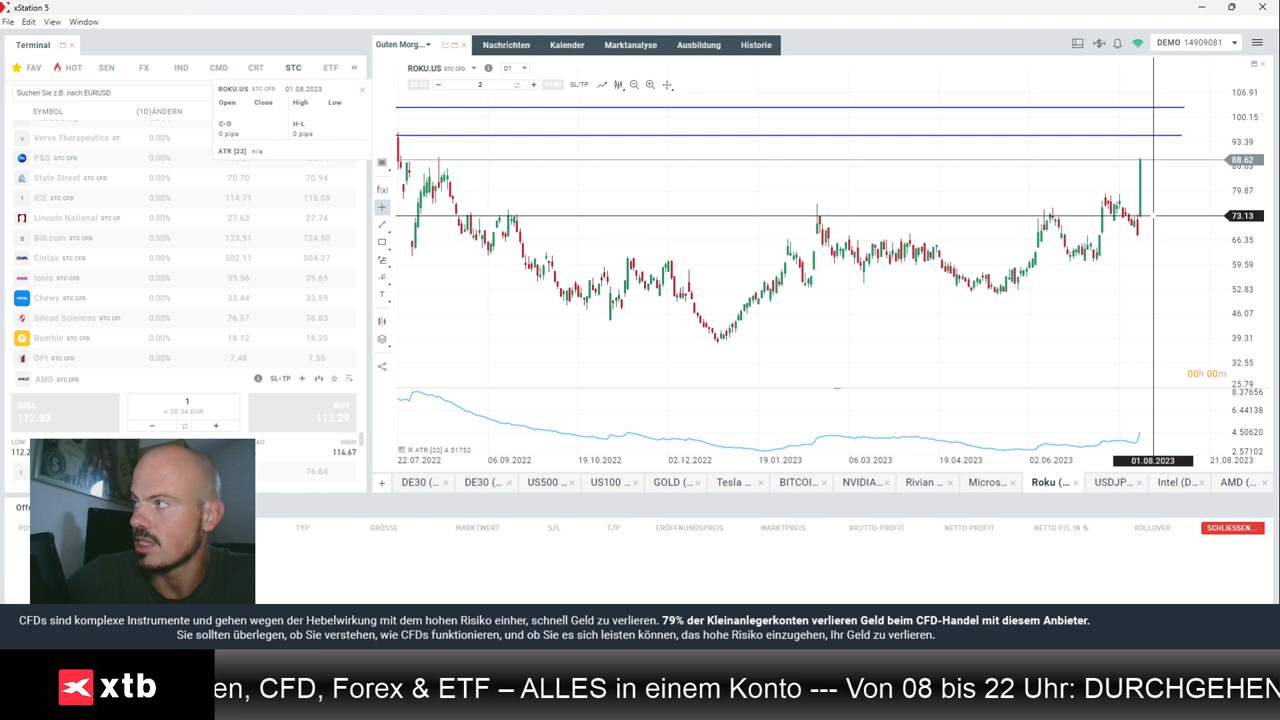 xStation 5
File Edit View Window
Terminal
FAV HOT SEN FX IND CMD CRT STC ETF
Suchen Sie z.B. nach EURUSD
SYMBOL (1D)ÄNDERN
Verve Therapeutics 0.00%
P&G STC CFD 0.00%
State Street STC CFD 0.00% 70.70 70.94
ICE STC CFD 0.00% 114.71 115.08
Lincoln National STC CF 0.00% 27.63 27.74
Bill.com STC CFD 0.00% 123.91 124.50
Cintas STC CFD 0.00% 502.11 504.27
Ionis STC CFD 0.00% 39.56 39.69
Chewy STC CFD 0.00% 33.44 33.59
Gilead Sciences STC CFI 0.00% 76.57 76.83
Bumble STC CFD 0.00% 18.12 18.20
OPI STC CFD 0.00% 7.48 7.55
AMD STC CFD SL-TP
SELL 112.93
1
≈ 20.54 EUR
BUY 113.29
LOW 112.2
HIGH 114.67
76.64
ROKU.US STC CFD 01.08.2023
Open Close High Low
C-O H-L
0 pips 0 pips
ATR [22] n/a
Guten Morg... Nachrichten Kalender Marktanalyse Ausbildung Historie
DEMO 14909081
ROKU.US STC CFD D1
2 SL/TP
106.91
100.15
93.39
88.62
79.87
73.13
66.35
59.59
52.83
46.07
39.31
32.55
25.79
00h 00m
8.37656
6.44138
4.50620
2.57102
ATR [22] 4.51752
22.07.2022 06.09.2022 19.10.2022 02.12.2022 19.01.2023 06.03.2023 19.04.2023 02.06.2023 01.08.2023 21.08.2023
DE30 (... DE30 (... US500 ... US100 ... GOLD (... Tesla ... BITCOI... NVIDIA... Rivian ... Micros... Roku (... USDJP... Intel (D... AMD (...
TYP GRÖSSE MARKTWERT S/L T/P ERÖFFNUNGSPREIS MARKTPREIS BRUTTO-PROFIT NETTO-PROFIT NETTO P/L IN % ROLLOVER SCHLIESSEN...
CFDs sind komplexe Instrumente und gehen wegen der Hebelwirkung mit dem hohen Risiko einher, schnell Geld zu verlieren. 79% der Kleinanlegerkonten verlieren Geld beim CFD-Handel mit diesem Anbieter.
Sie sollten überlegen, ob Sie verstehen, wie CFDs funktionieren, und ob Sie es sich leisten können, das hohe Risiko einzugehen, Ihr Geld zu verlieren.
xtb
en, CFD, Forex & ETF – ALLES in einem Konto --- Von 08 bis 22 Uhr: DURCHGEHEN